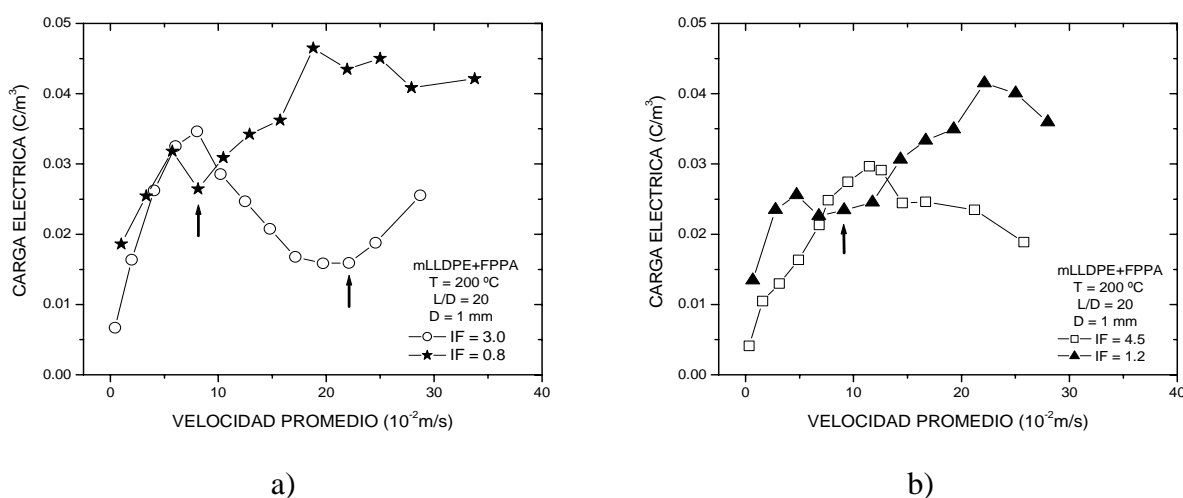 0.05
0.04
0.03
0.02
0.01
0.00
CARGA ELECTRICA (C/m³)
0
10
20
30
40
VELOCIDAD PROMEDIO (10⁻²m/s)
mLLDPE+FPPA
T = 200 ºC
L/D = 20
D = 1 mm
IF = 3.0
IF = 0.8
a)
0.05
0.04
0.03
0.02
0.01
0.00
CARGA ELECTRICA (C/m³)
0
10
20
30
40
VELOCIDAD PROMEDIO (10⁻²m/s)
mLLDPE+FPPA
T = 200 ºC
L/D = 20
D = 1 mm
IF = 4.5
IF = 1.2
b)